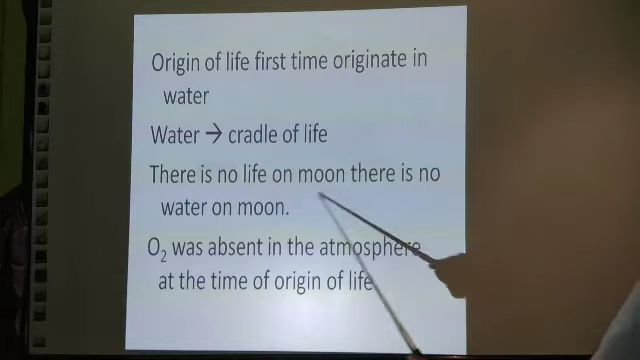 Origin of life first time originate in
water
Water → cradle of life
There is no life on moon there is no
water on moon.
O₂ was absent in the atmosphere
at the time of origin of life